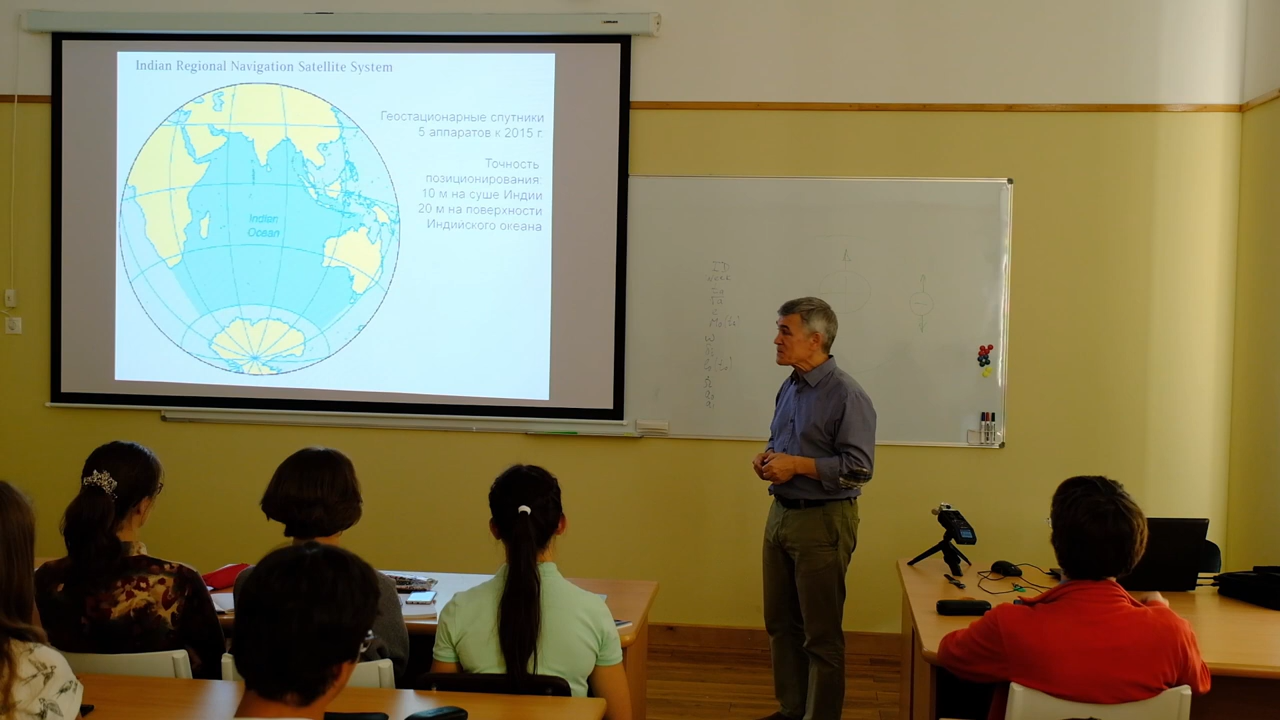 Indian Regional Navigation Satellite System
Геостационарные спутники
5 аппаратов к 2015 г.
Точность
позиционирования:
10 м на суше Индии
20 м на поверхности
Индийского океана
Indian
Ocean